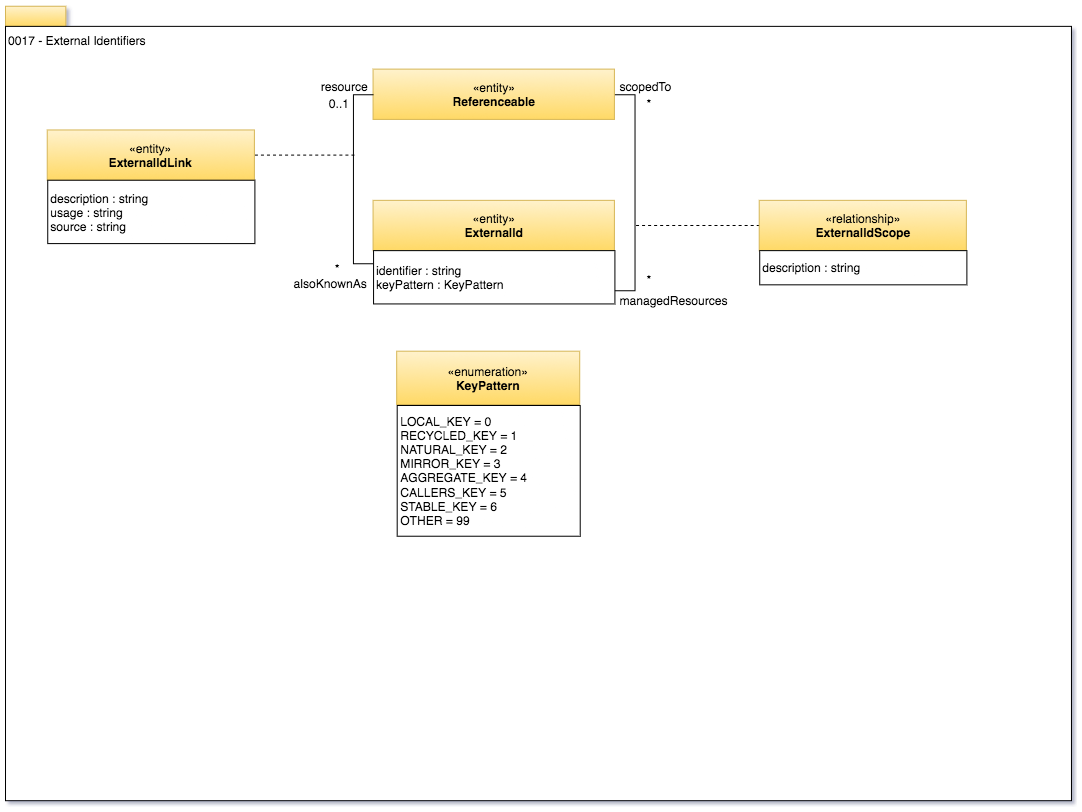 0017 - External Identifiers
resource
0..1
«entity»
Referenceable
scopedTo
*
«entity»
ExternalIdLink
description : string
usage : string
source : string
«entity»
ExternalId
identifier : string
keyPattern : KeyPattern
*
alsoKnownAs
*
managedResources
«relationship»
ExternalIdScope
description : string
«enumeration»
KeyPattern
LOCAL_KEY = 0
RECYCLED_KEY = 1
NATURAL_KEY = 2
MIRROR_KEY = 3
AGGREGATE_KEY = 4
CALLERS_KEY = 5
STABLE_KEY = 6
OTHER = 99